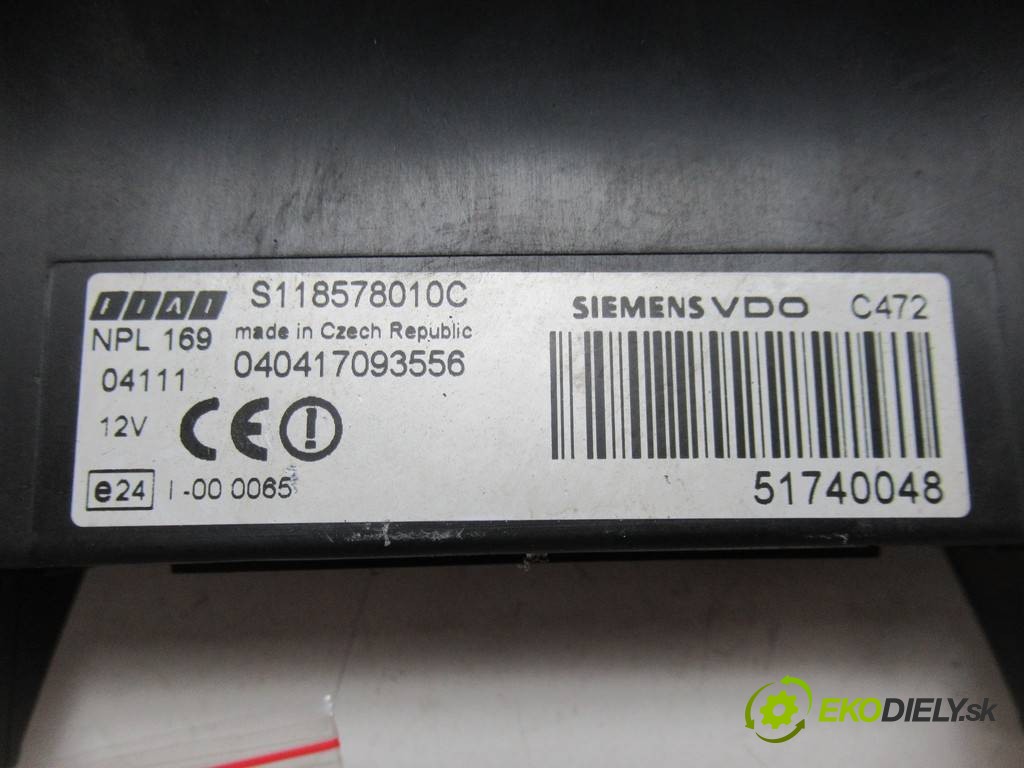 FIAT S118578010C SIEMENS VDO C472
NPL 169 made in Czech Republic
04111 040417093556
12V CE
e24 I-00 0065 51740048
EKODIELY.sk